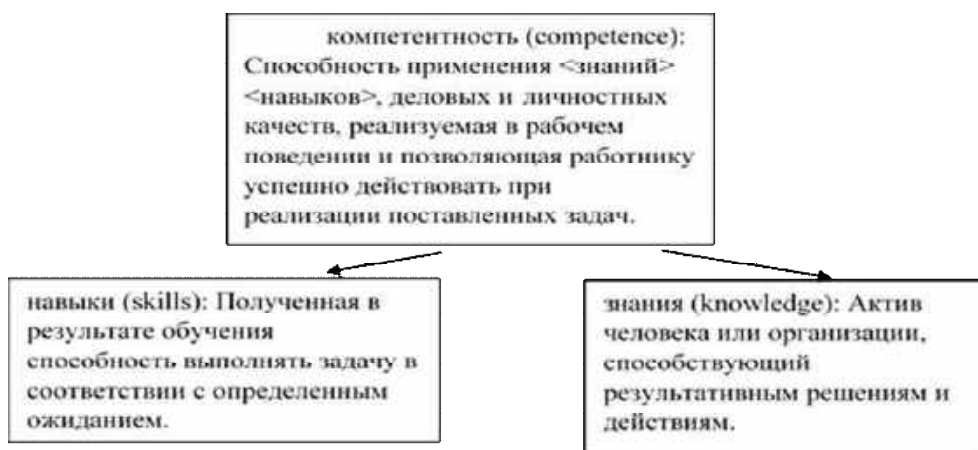 компетентность (competence):
Способность применения <знаний>
<навыков>, деловых и личностных
качеств, реализуемая в рабочем
поведении и позволяющая работнику
успешно действовать при
реализации поставленных задач.
навыки (skills): Полученная в
результате обучения
способность выполнять задачу в
соответствии с определенным
ожиданием.
знания (knowledge): Актив
человека или организации,
способствующий
результативным решениям и
действиям.